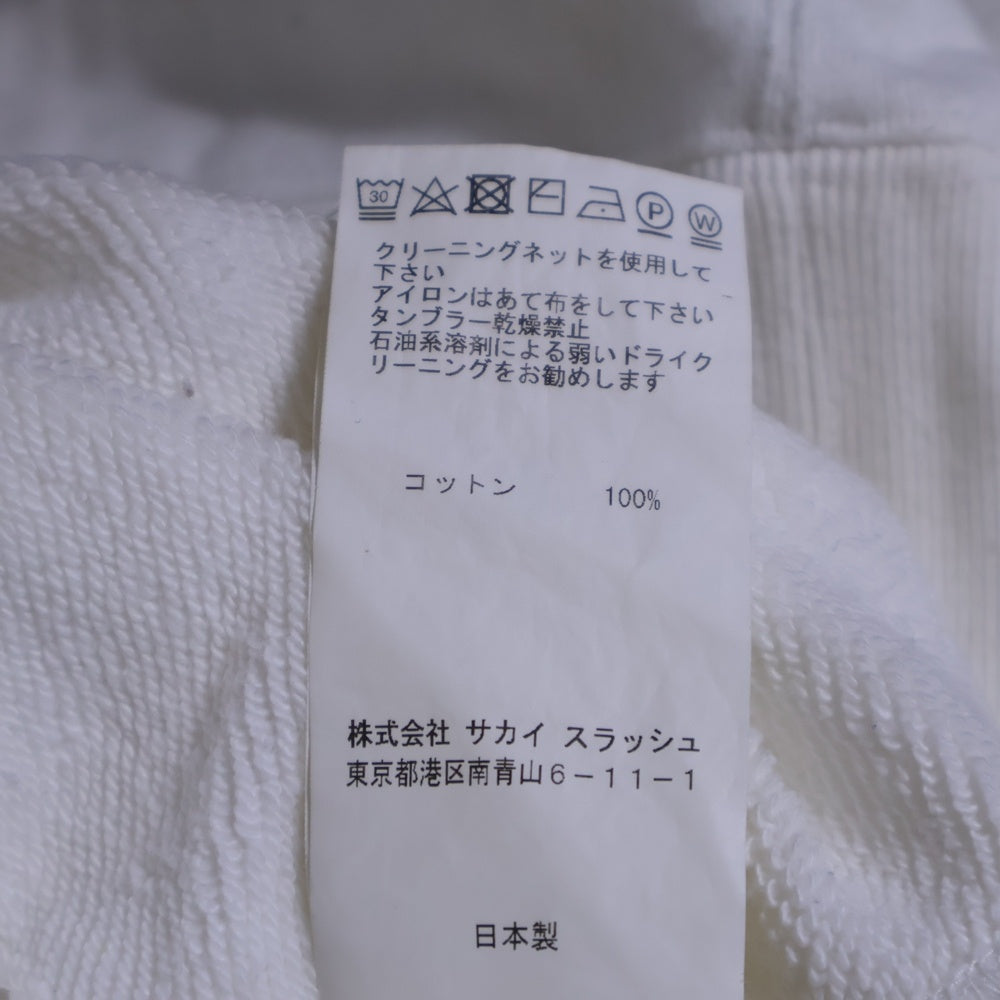 30 P W
クリーニングネットを使用して
下さい
アイロンはあて布をして下さい
タンブラー乾燥禁止
石油系溶剤による弱いドライク
リーニングをお勧めします
コットン 100%
株式会社 サカイ スラッシュ
東京都港区南青山6-11-1
日本製